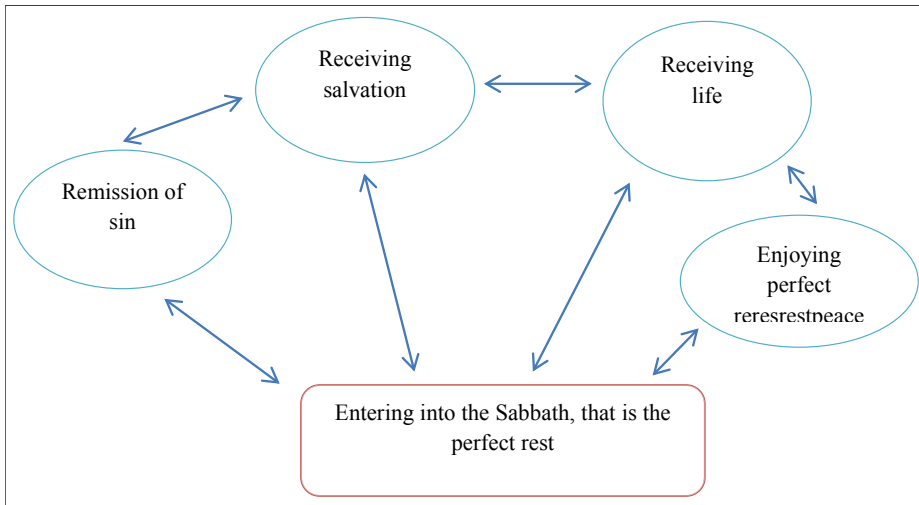 Receiving
salvation
Receiving
life
Remission of
sin
Enjoying
perfect
reresrestpeace
Entering into the Sabbath, that is the
perfect rest